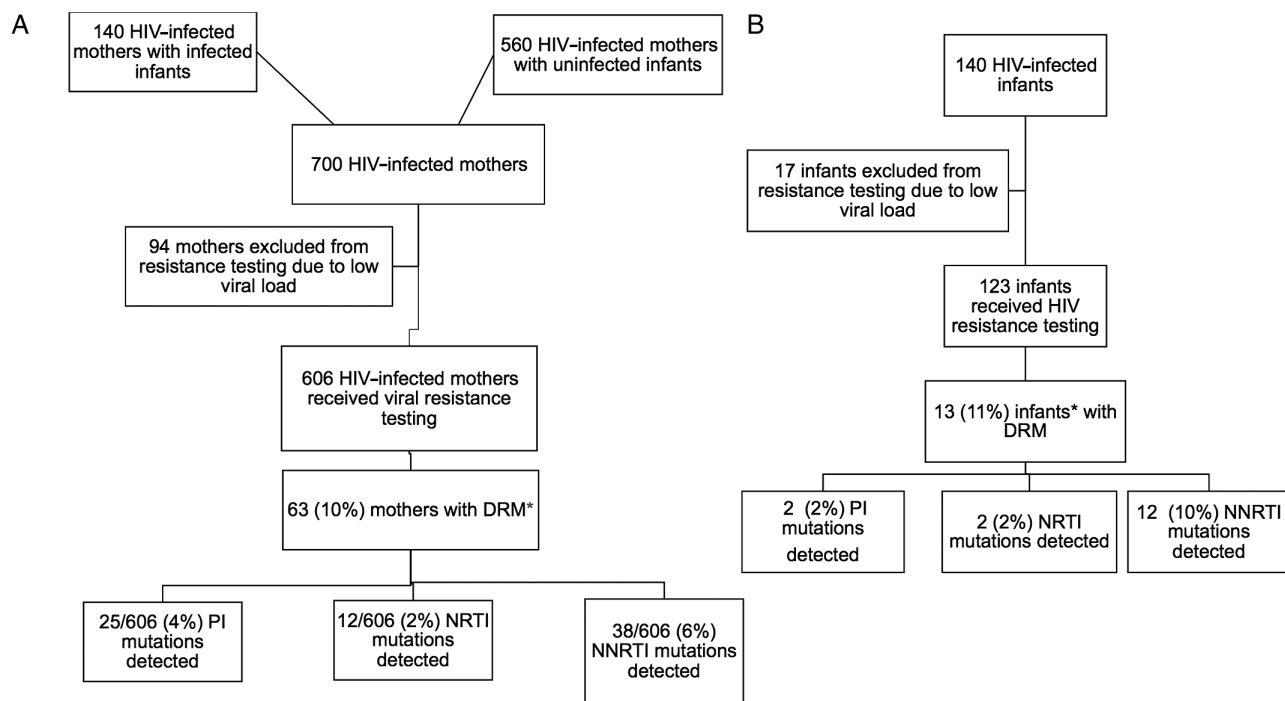 A
140 HIV–infected
mothers with infected
infants
560 HIV–infected mothers
with uninfected infants
700 HIV–infected mothers
94 mothers excluded from
resistance testing due to low
viral load
606 HIV–infected mothers
received viral resistance
testing
63 (10%) mothers with DRM*
25/606 (4%) PI
mutations
detected
12/606 (2%) NRTI
mutations
detected
38/606 (6%)
NNRTI mutations
detected
B
140 HIV–infected
infants
17 infants excluded from
resistance testing due to low
viral load
123 infants
received HIV
resistance testing
13 (11%) infants* with
DRM
2 (2%) PI
mutations
detected
2 (2%) NRTI
mutations detected
12 (10%) NNRTI
mutations
detected